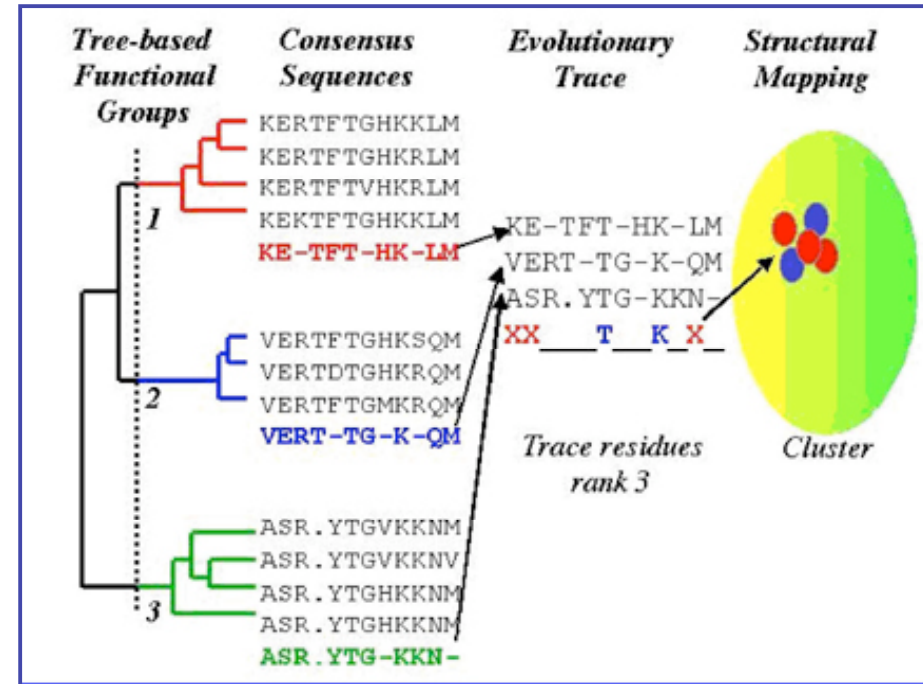 Tree-based
Functional
Groups
1
2
3
Consensus
Sequences
KERTFTGHKKLM
KERTFTGHKRLM
KERTFTVHKRLM
KEKTFTGHKKLM
KE-TFT-HK-LM
VERTFTGHKSQM
VERTDTGHKRQM
VERTFTGMKRQM
VERT-TG-K-QM
ASR.YTGVKKNM
ASR.YTGVKKNV
ASR.YTGHKKNM
ASR.YTGHKKNM
ASR.YTG-KKN-
Evolutionary
Trace
KE-TFT-HK-LM
VERT-TG-K-QM
ASR.YTG-KKN-
XX___T__K_X_
Trace residues
rank 3
Structural
Mapping
Cluster